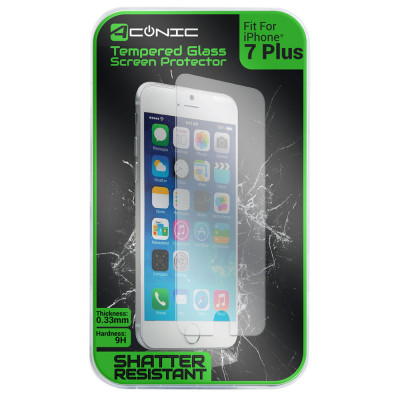 4CONIC
Tempered Glass
Screen Protector
Fit For
iPhone®
7 Plus
Thickness:
0.33mm
Hardness:
9H
SHATTER
RESISTANT